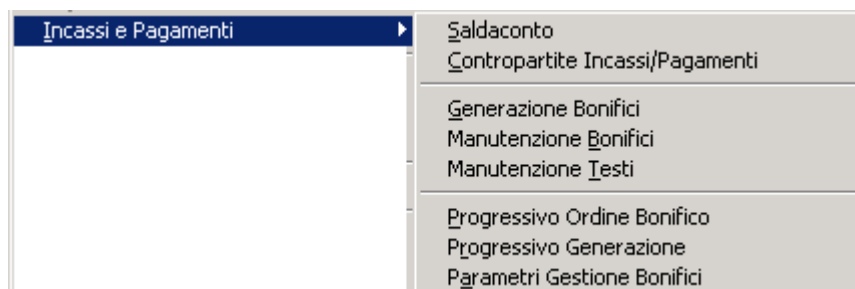 Incassi e Pagamenti
Saldaconto
Contropartite Incassi/Pagamenti
Generazione Bonifici
Manutenzione Bonifici
Manutenzione Testi
Progressivo Ordine Bonifico
Progressivo Generazione
Parametri Gestione Bonifici